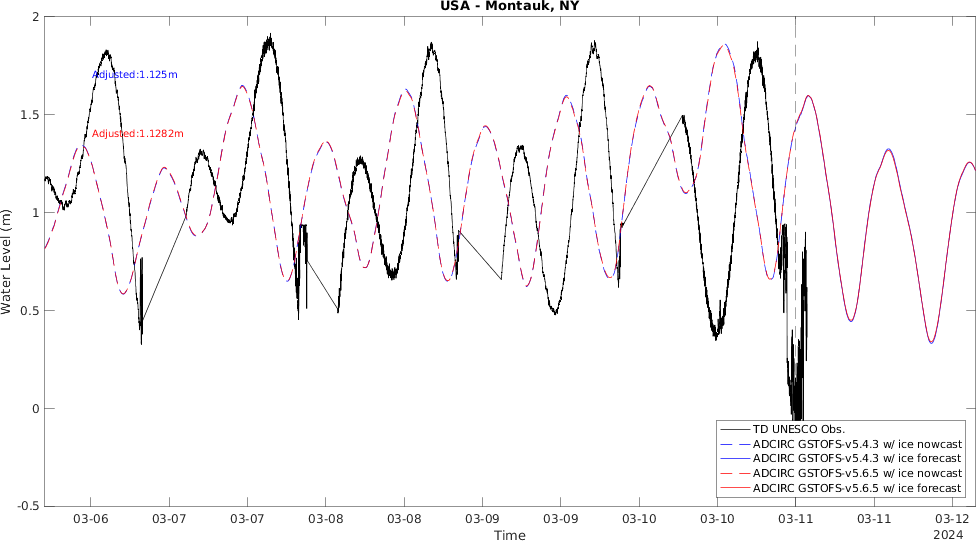 USA - Montauk, NY
2
1.5
1
0.5
0
-0.5
Water Level (m)
Adjusted:1.125m
Adjusted:1.1282m
TD UNESCO Obs.
ADCIRC GSTOFS-v5.4.3 w/ ice nowcast
ADCIRC GSTOFS-v5.4.3 w/ ice forecast
ADCIRC GSTOFS-v5.6.5 w/ ice nowcast
ADCIRC GSTOFS-v5.6.5 w/ ice forecast
03-06 03-07 03-07 03-08 03-08 03-09 03-09 03-10 03-10 03-11 03-11 03-12
Time
2024